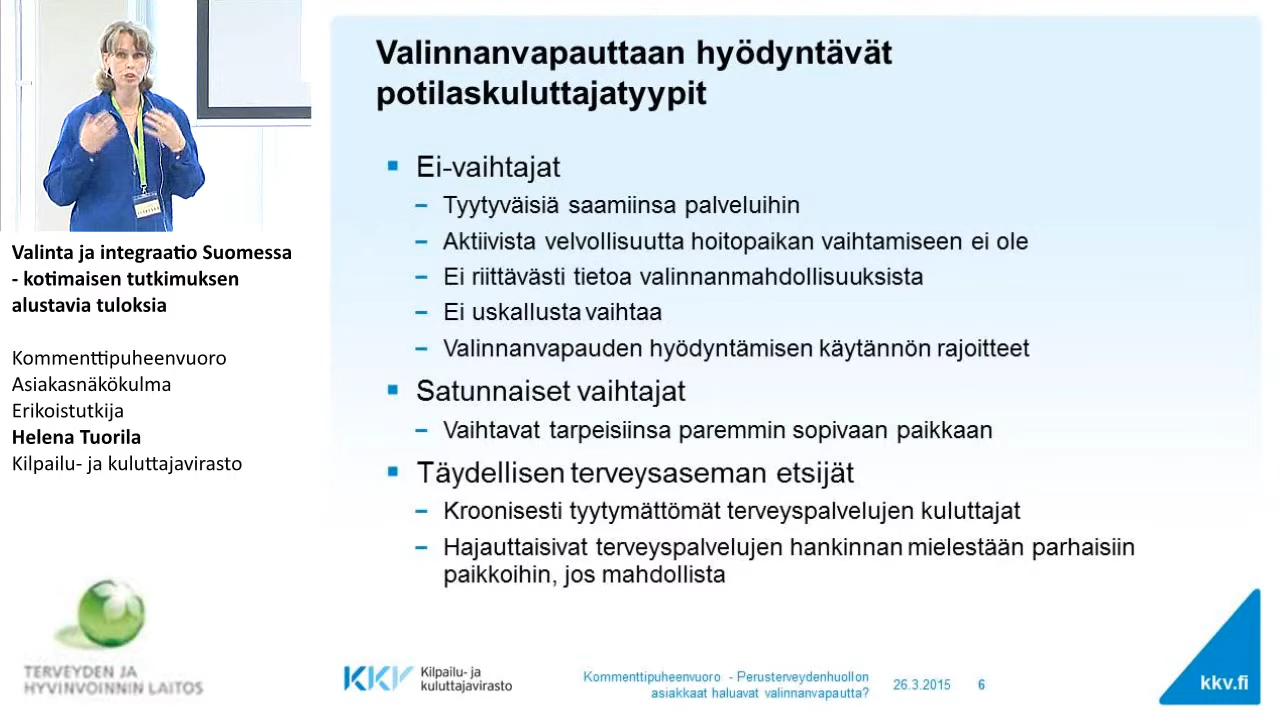 Valinta ja integraatio Suomessa
- kotimaisen tutkimuksen
alustavia tuloksia
Kommenttipuheenvuoro
Asiakasnäkökulma
Erikoistutkija
Helena Tuorila
Kilpailu- ja kuluttajavirasto
TERVEYDEN JA
HYVINVOINNIN LAITOS
Valinnanvapauttaan hyödyntävät
potilaskuluttajatyypit
Ei-vaihtajat
– Tyytyväisiä saamiinsa palveluihin
– Aktiivista velvollisuutta hoitopaikan vaihtamiseen ei ole
– Ei riittävästi tietoa valinnanmahdollisuuksista
– Ei uskallusta vaihtaa
– Valinnanvapauden hyödyntämisen käytännön rajoitteet
Satunnaiset vaihtajat
– Vaihtavat tarpeisiinsa paremmin sopivaan paikkaan
Täydellisen terveysaseman etsijät
– Kroonisesti tyytymättömät terveyspalvelujen kuluttajat
– Hajauttaisivat terveyspalvelujen hankinnan mielestään parhaisiin
paikkoihin, jos mahdollista
KKV Kilpailu- ja
kuluttajavirasto
Kommenttipuheenvuoro - Perusterveydenhuollon
asiakkaat haluavat valinnanvapautta?
26.3.2015 6
kkv.fi